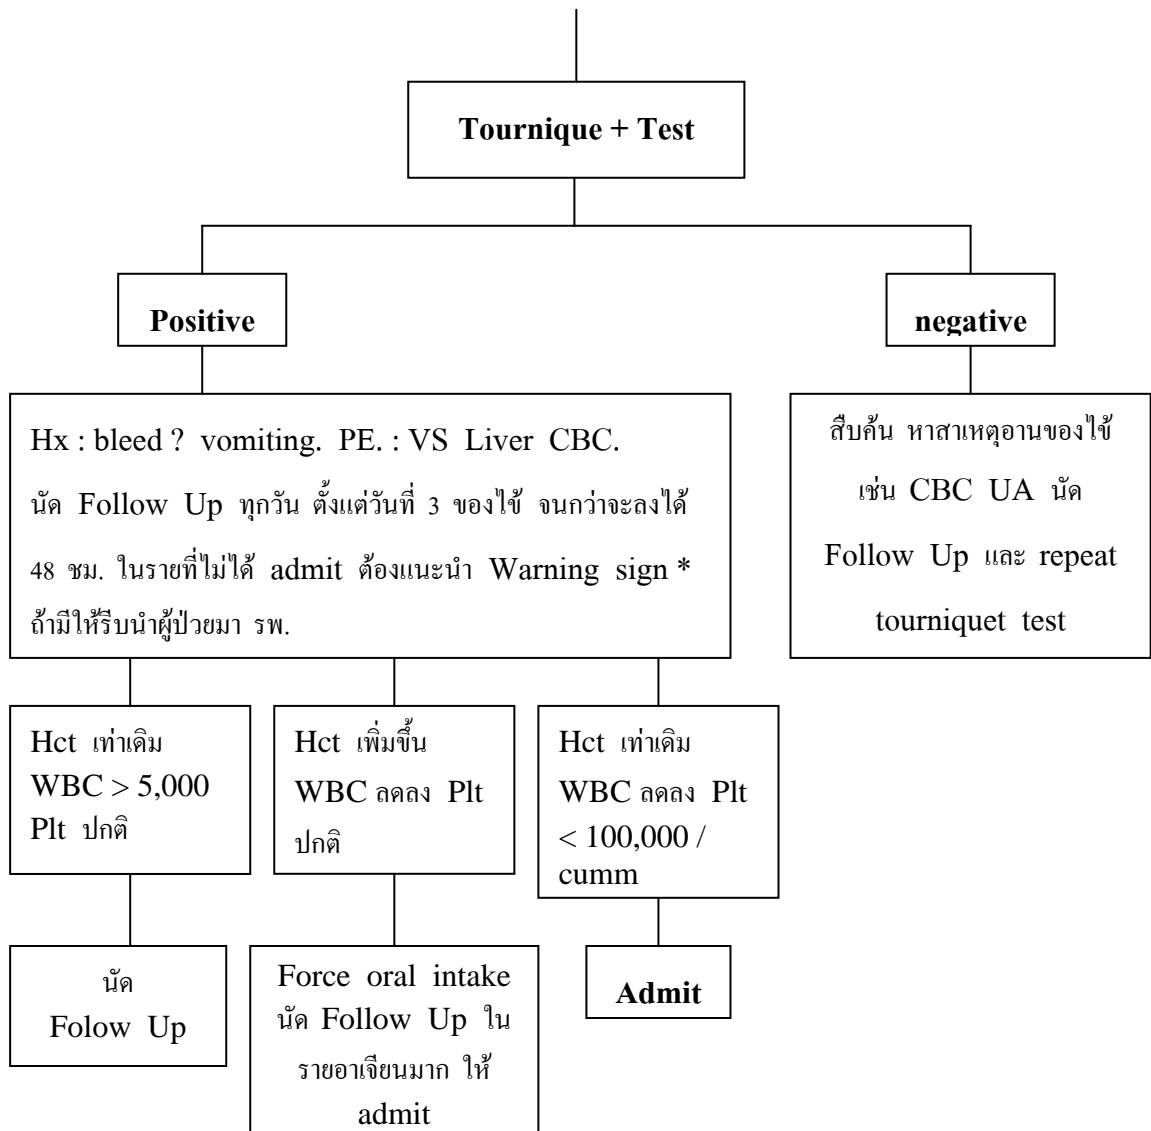 Tournique + Test
Positive
negative
Hx : bleed ? vomiting. PE. : VS Liver CBC.
นัด Follow Up ทุกวัน ตั้งแต่วันที่ 3 ของไข้ จนกว่าจะลงได้
48 ชม. ในรายที่ไม่ได้ admit ต้องแนะนำ Warning sign *
ถ้ามีให้รีบนำผู้ป่วยมา รพ.
สืบค้น หาสาเหตุอานของไข้
เช่น CBC UA นัด
Follow Up และ repeat
tourniquet test
Hct เท่าเดิม
WBC > 5,000
Plt ปกติ
Hct เพิ่มขึ้น
WBC ลดลง Plt
ปกติ
Hct เท่าเดิม
WBC ลดลง Plt
< 100,000 /
cumm
นัด
Folow Up
Force oral intake
นัด Follow Up ใน
รายอาเจียนมาก ให้
admit
Admit